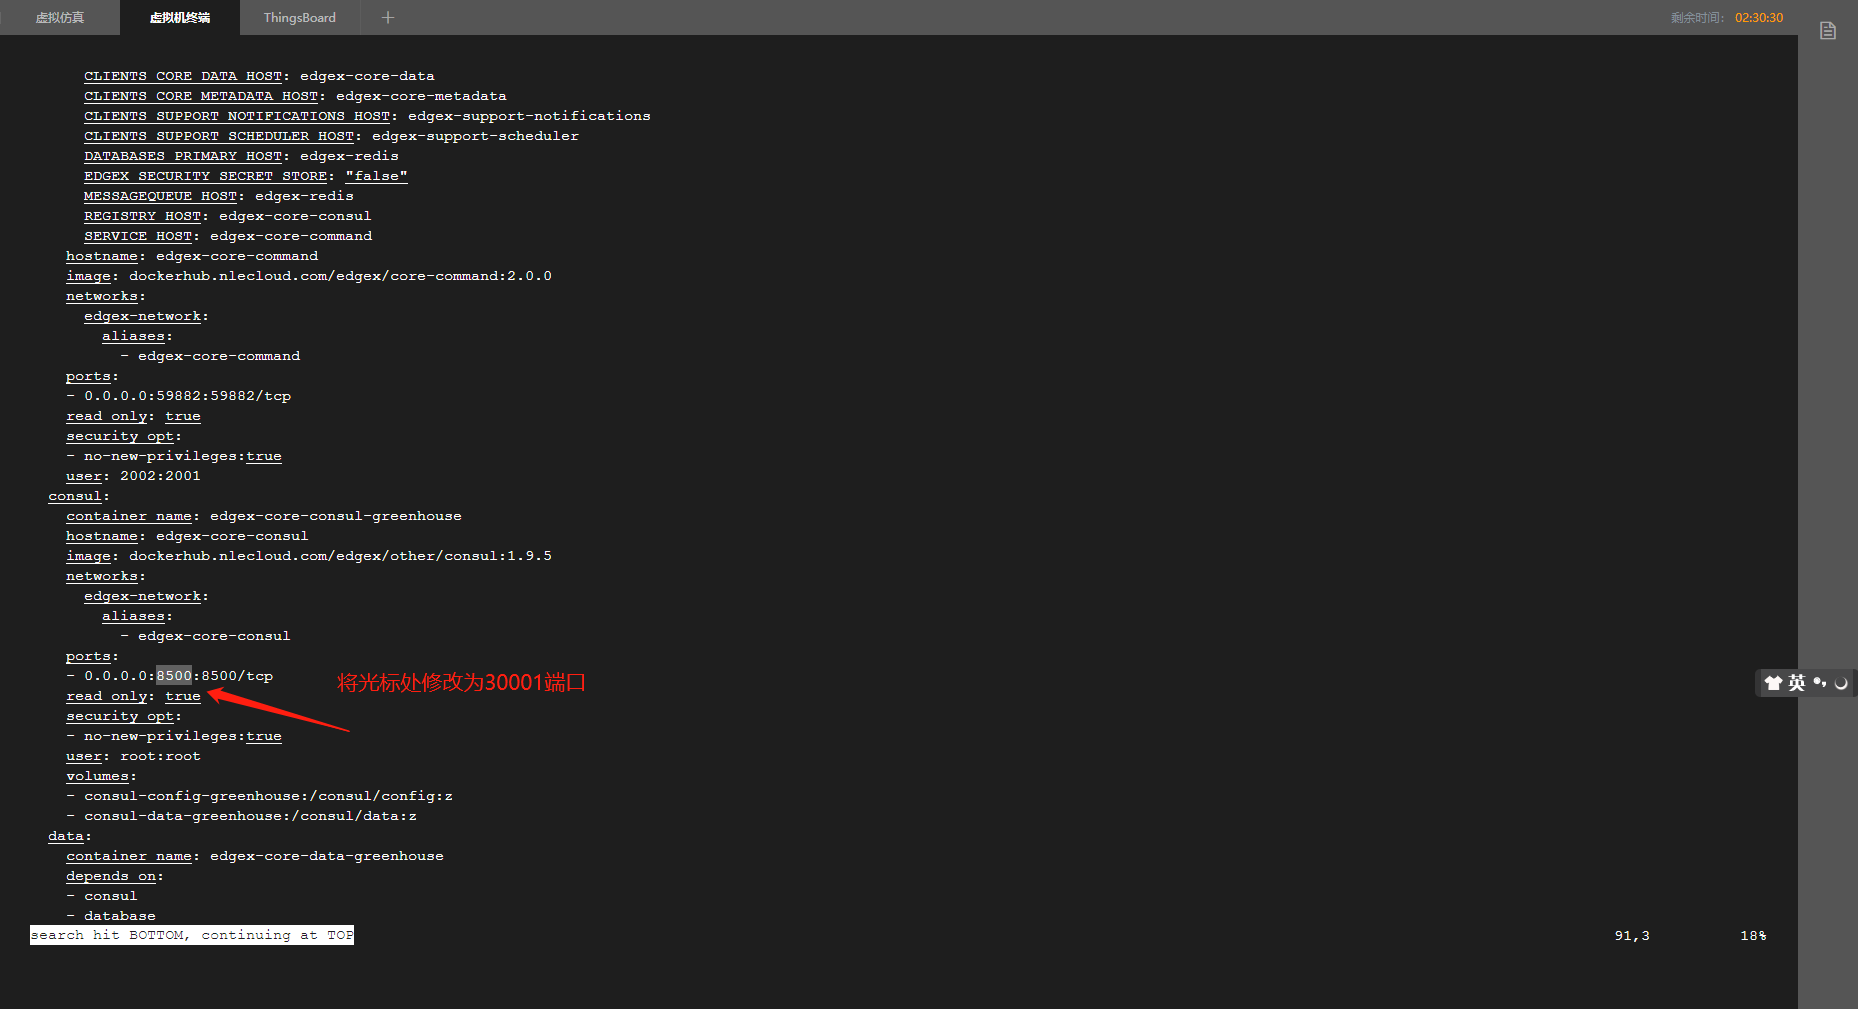 虚拟仿真
虚拟机终端
ThingsBoard
剩余时间: 02:30:30
CLIENTS_CORE_DATA_HOST: edgex-core-data
CLIENTS_CORE_METADATA_HOST: edgex-core-metadata
CLIENTS_SUPPORT_NOTIFICATIONS_HOST: edgex-support-notifications
CLIENTS_SUPPORT_SCHEDULER_HOST: edgex-support-scheduler
DATABASES_PRIMARY_HOST: edgex-redis
EDGEX_SECURITY_SECRET_STORE: "false"
MESSAGEQUEUE_HOST: edgex-redis
REGISTRY_HOST: edgex-core-consul
SERVICE_HOST: edgex-core-command
hostname: edgex-core-command
image: dockerhub.nlecloud.com/edgex/core-command:2.0.0
networks:
edgex-network:
aliases:
- edgex-core-command
ports:
- 0.0.0.0:59882:59882/tcp
read_only: true
security_opt:
- no-new-privileges:true
user: 2002:2001
consul:
container_name: edgex-core-consul-greenhouse
hostname: edgex-core-consul
image: dockerhub.nlecloud.com/edgex/other/consul:1.9.5
networks:
edgex-network:
aliases:
- edgex-core-consul
ports:
- 0.0.0.0:8500:8500/tcp
将光标处修改为30001端口
英
read_only: true
security_opt:
- no-new-privileges:true
user: root:root
volumes:
- consul-config-greenhouse:/consul/config:z
- consul-data-greenhouse:/consul/data:z
data:
container_name: edgex-core-data-greenhouse
depends_on:
- consul
- database
search hit BOTTOM, continuing at TOP
91,3
18%